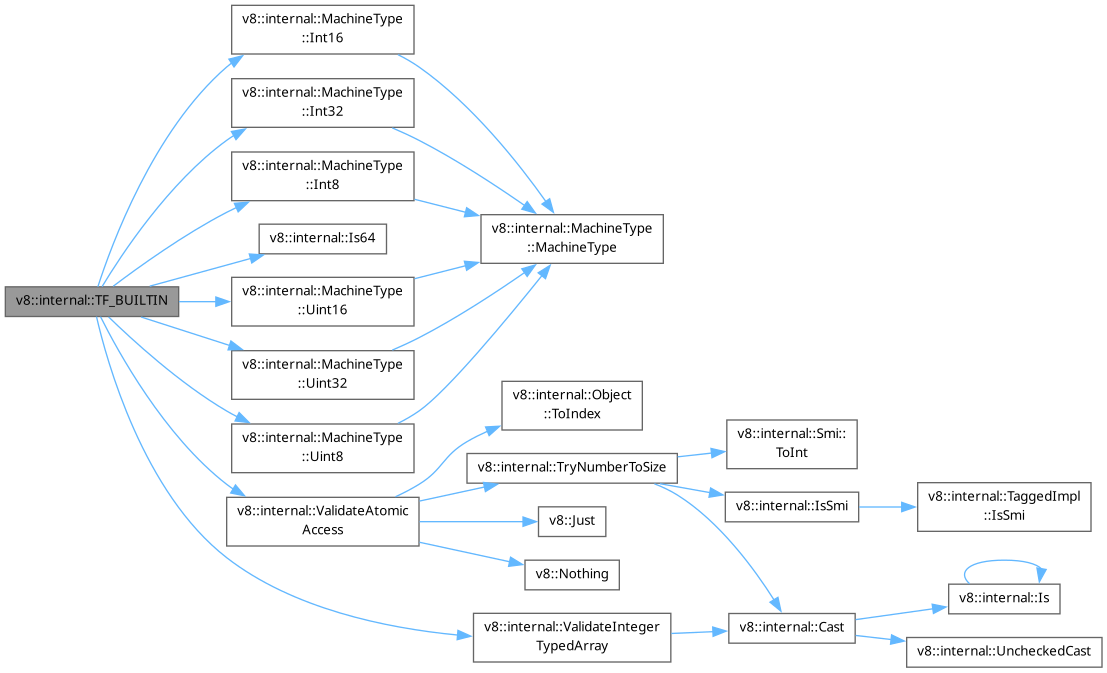 v8::internal::MachineType
::Int16
v8::internal::MachineType
::Int32
v8::internal::MachineType
::Int8
v8::internal::Is64
v8::internal::MachineType
::MachineType
v8::internal::TF_BUILTIN
v8::internal::MachineType
::Uint16
v8::internal::MachineType
::Uint32
v8::internal::MachineType
::Uint8
v8::internal::Object
::ToIndex
v8::internal::TryNumberToSize
v8::internal::Smi::
ToInt
v8::internal::ValidateAtomic
Access
v8::Just
v8::internal::IsSmi
v8::internal::TaggedImpl
::IsSmi
v8::Nothing
v8::internal::ValidateInteger
TypedArray
v8::internal::Cast
v8::internal::Is
v8::internal::UncheckedCast